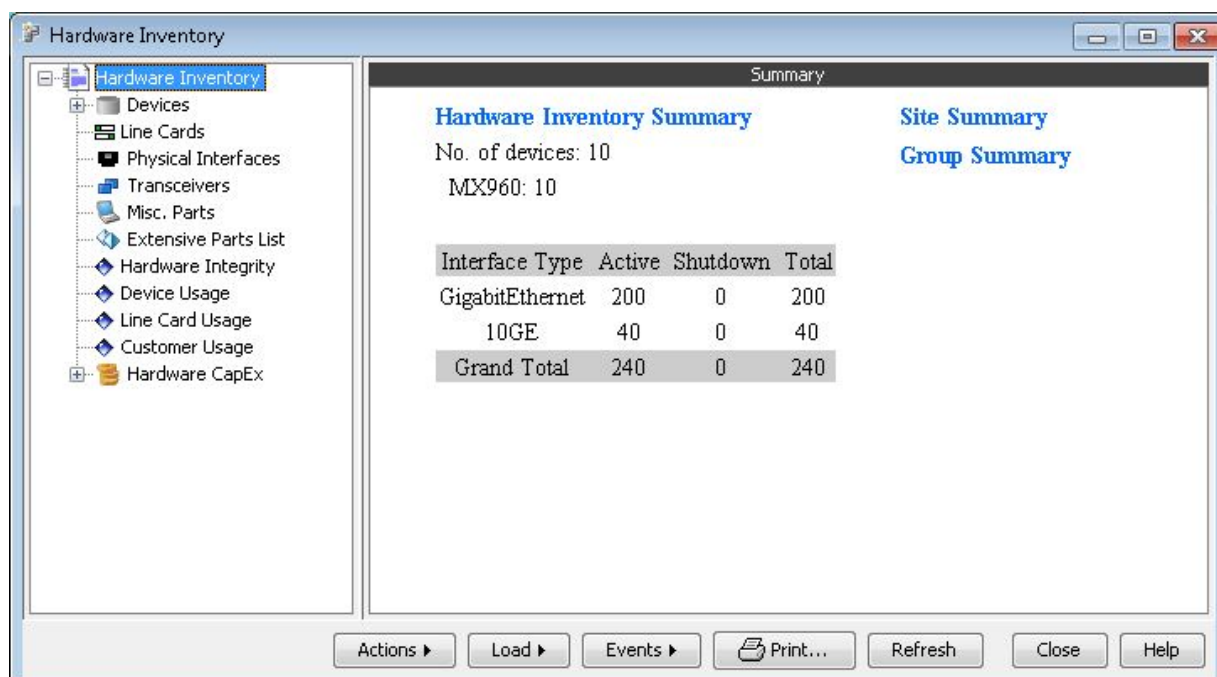 Hardware Inventory
Hardware Inventory
Devices
Line Cards
Physical Interfaces
Transceivers
Misc. Parts
Extensive Parts List
Hardware Integrity
Device Usage
Line Card Usage
Customer Usage
Hardware CapEx
Summary
Hardware Inventory Summary
No. of devices: 10
MX960: 10
Site Summary
Group Summary
Interface Type Active Shutdown Total
GigabitEthernet 200 0 200
10GE 40 0 40
Grand Total 240 0 240
Actions Load Events Print... Refresh Close Help